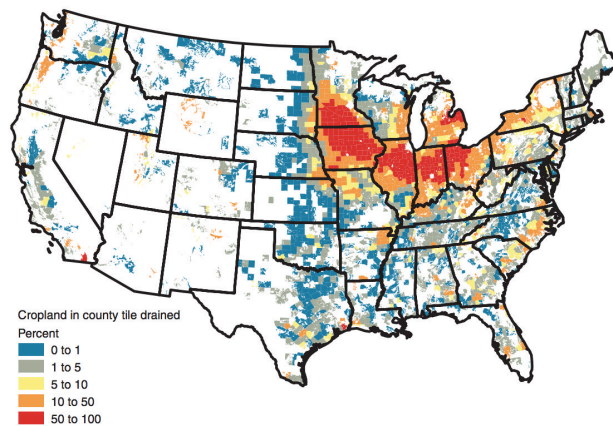 Cropland in county tile drained
Percent
0 to 1
1 to 5
5 to 10
10 to 50
50 to 100